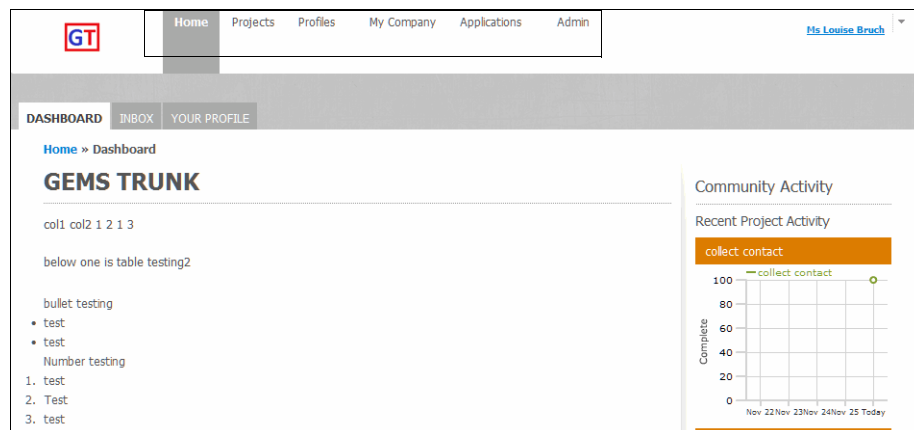 GT
Home Projects Profiles My Company Applications Admin
Ms Louise Bruch
DASHBOARD INBOX YOUR PROFILE
Home » Dashboard
GEMS TRUNK
col1 col2 1 2 1 3
below one is table testing2
bullet testing
• test
• test
Number testing
1. test
2. Test
3. test
Community Activity
Recent Project Activity
collect contact
collect contact
100
80
60
40
20
0
Complete
Nov 22 Nov 23 Nov 24 Nov 25 Today